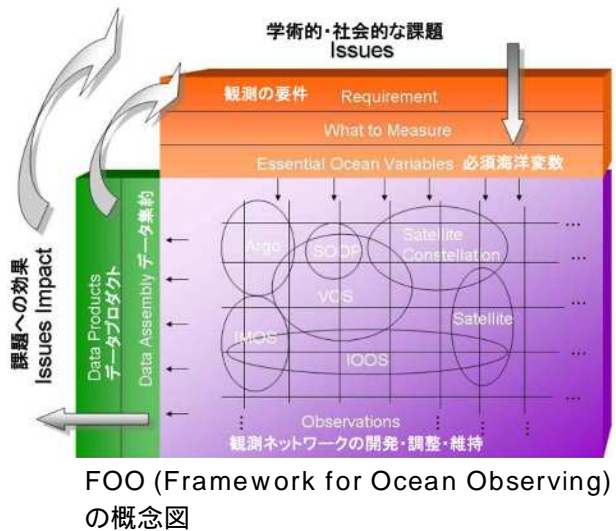 学術的・社会的な課題
Issues
観測の要件 Requirement
What to Measure
Essential Ocean Variables 必須海洋変数
課題への効果
Issues Impact
Data Products
データプロダクト
Data Assembly データ集約
Argo
SOOP
Satellite
Constellation
VOS
IMOS
Satellite
IOOS
Observations
観測ネットワークの開発・調整・維持
FOO (Framework for Ocean Observing)
の概念図